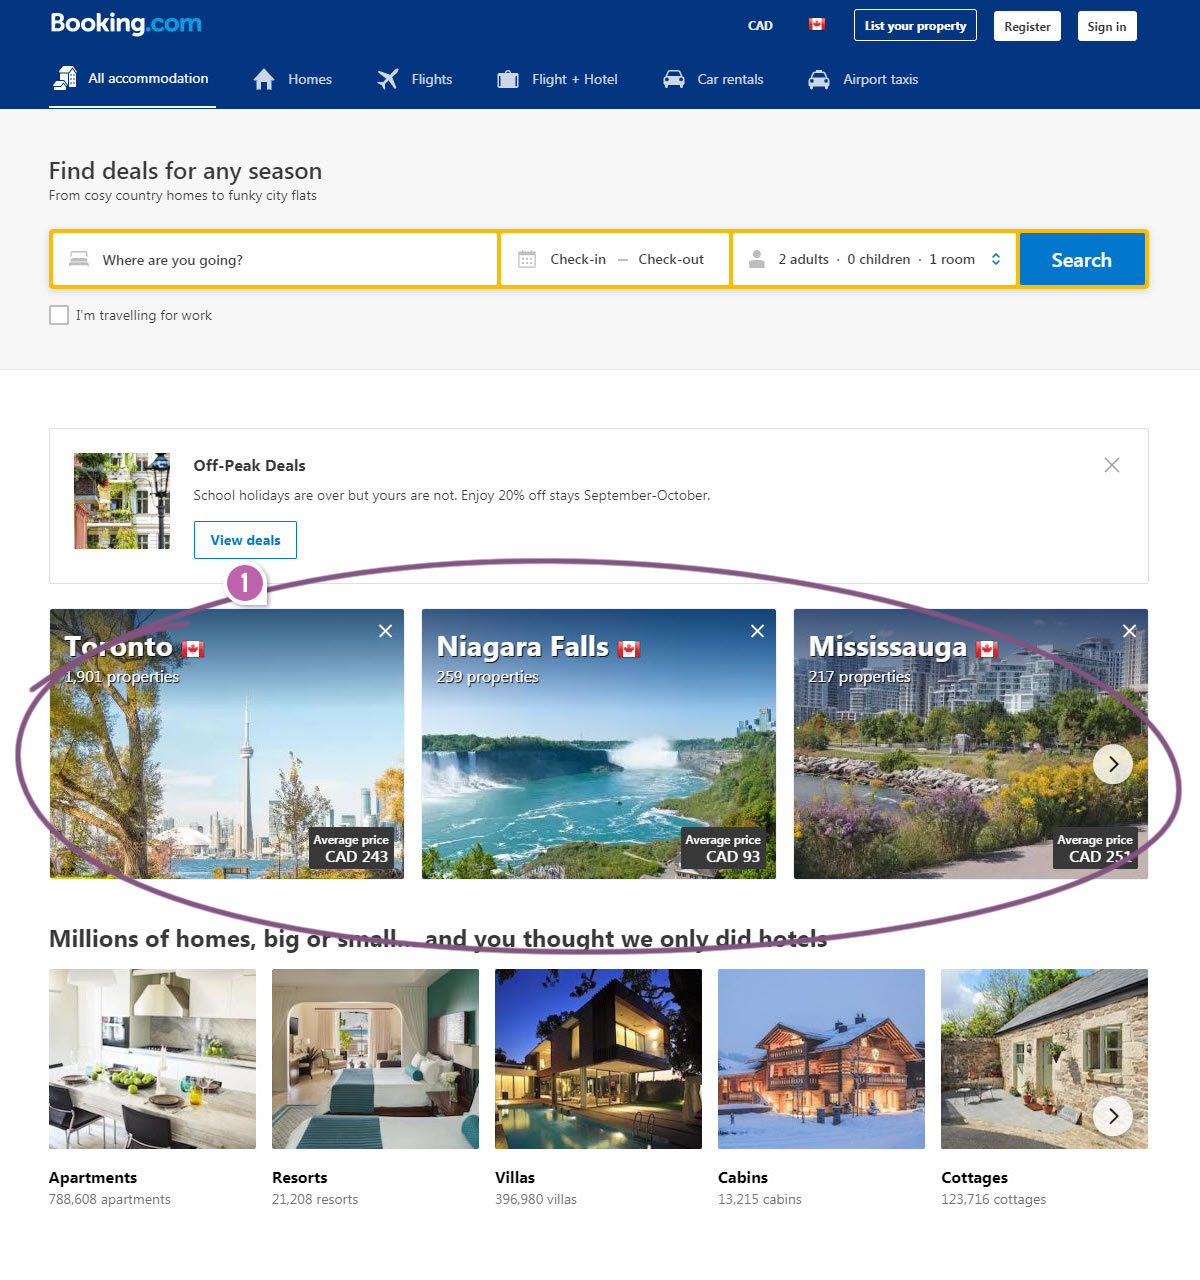 Booking.com
CAD
List your property
Register
Sign in
All accommodation
Homes
Flights
Flight + Hotel
Car rentals
Airport taxis
Find deals for any season
From cosy country homes to funky city flats
Where are you going?
Check-in — Check-out
2 adults · 0 children · 1 room
Search
I'm travelling for work
Off-Peak Deals
School holidays are over but yours are not. Enjoy 20% off stays September-October.
View deals
1
Toronto
1,901 properties
Average price
CAD 243
Niagara Falls
259 properties
Average price
CAD 93
Mississauga
217 properties
Average price
CAD 251
Millions of homes, big or small... and you thought we only did hotels
Apartments
788,608 apartments
Resorts
21,208 resorts
Villas
396,980 villas
Cabins
13,215 cabins
Cottages
123,716 cottages